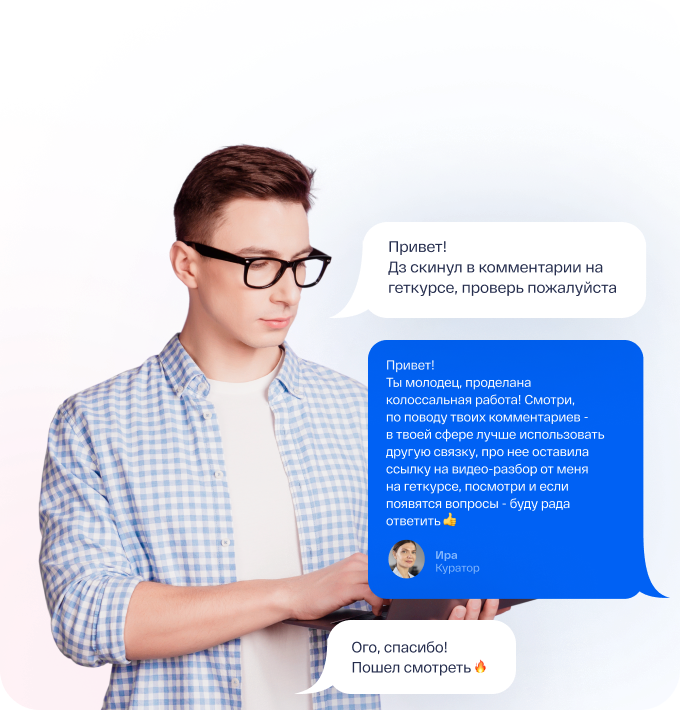 Привет!
Дз скинул в комментарии на
геткурсе, проверь пожалуйста
Привет!
Ты молодец, проделана
колоссальная работа! Смотри,
по поводу твоих комментариев -
в твоей сфере лучше использовать
другую связку, про нее оставила
ссылку на видео-разбор от меня
на геткурсе, посмотри и если
появятся вопросы - буду рада
ответить👍
Ира
Куратор
Ого, спасибо!
Пошел смотреть 🔥